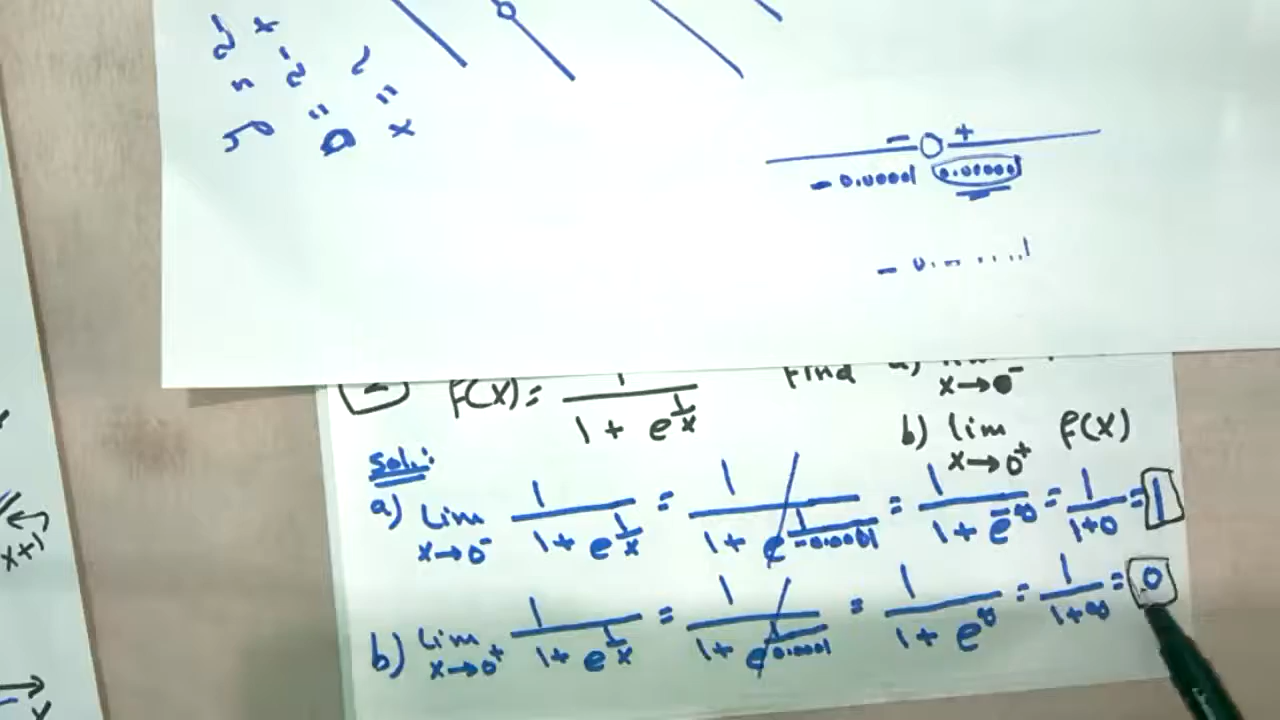 - 0 +
- 0.00001 0.000001
- 0. - ....1
F(x) = 1/(1 + e^(1/x)) Find a) x→0⁻
b) lim x→0⁺ F(x)
Sol:
a) Lim x→0⁻ 1/(1 + e^(1/x)) = 1/(1 + e^(1/-0.0001)) = 1/(1 + e^-∞) = 1/(1+0) = 1
b) Lim x→0⁺ 1/(1 + e^(1/x)) = 1/(1 + e^(1/0.0001)) = 1/(1 + e^∞) = 1/(1+∞) = 0